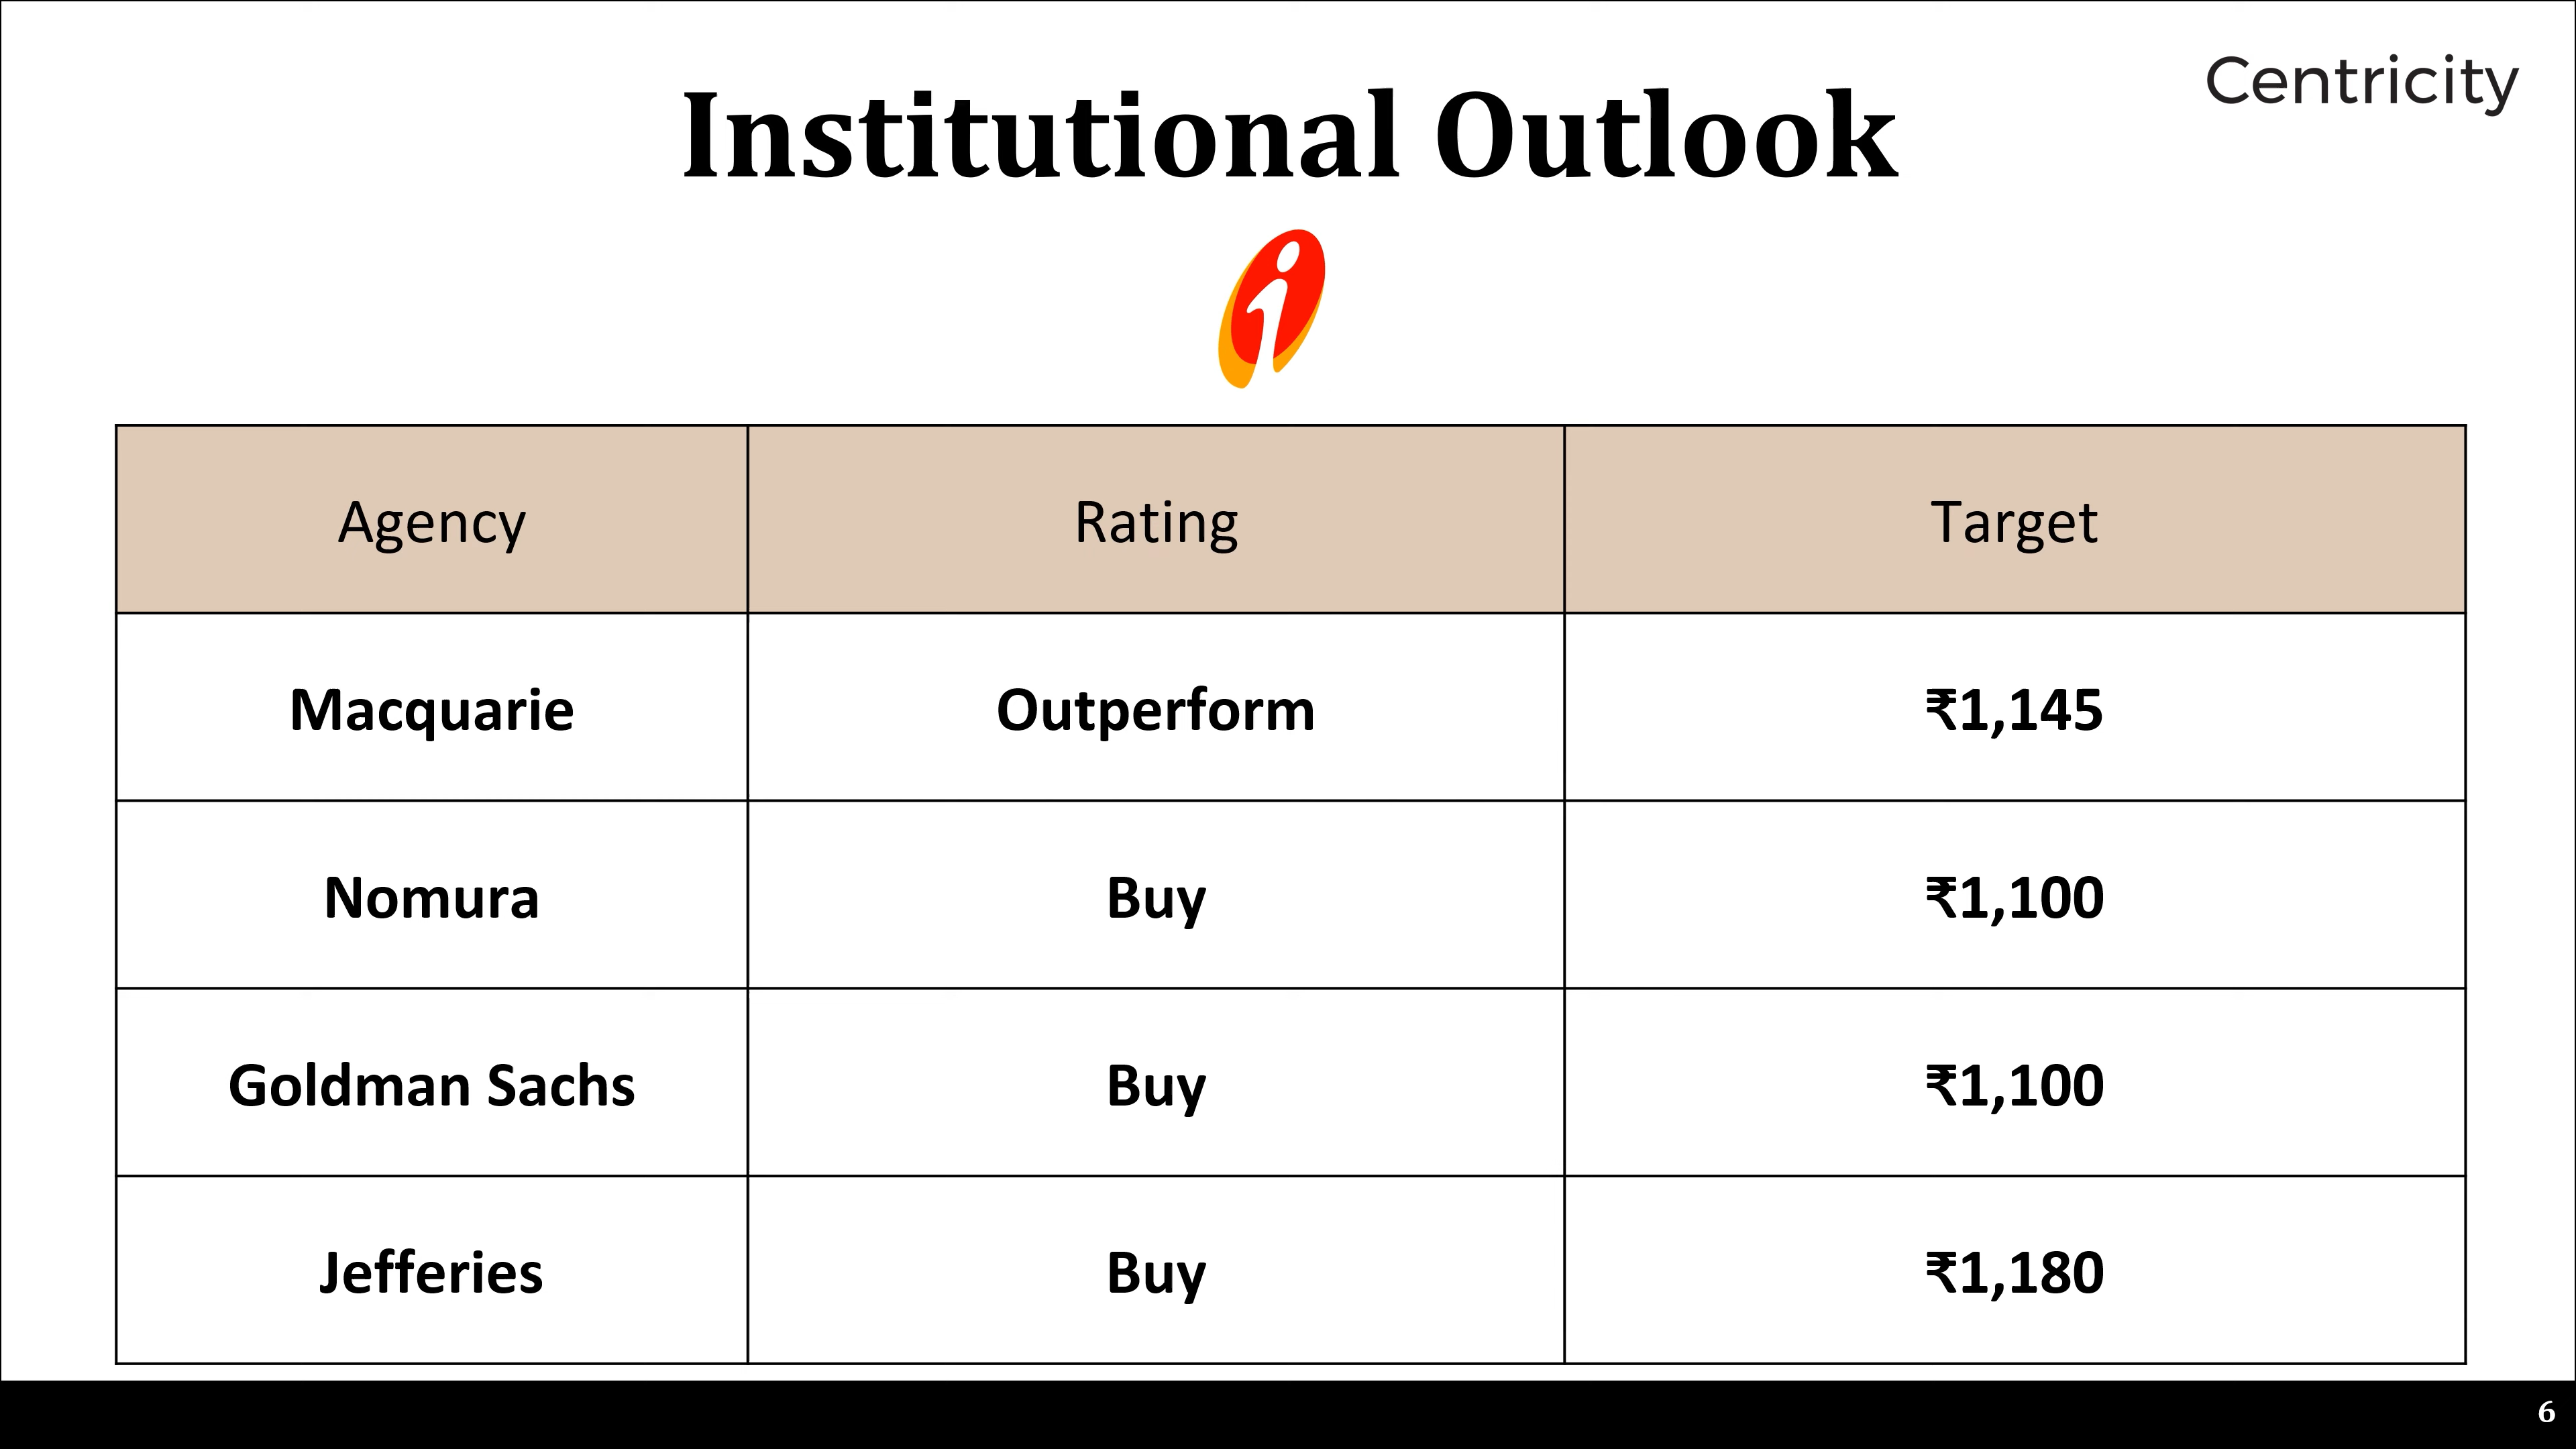 Centricity
Institutional Outlook
Agency Rating Target
Macquarie Outperform ₹1,145
Nomura Buy ₹1,100
Goldman Sachs Buy ₹1,100
Jefferies Buy ₹1,180
6